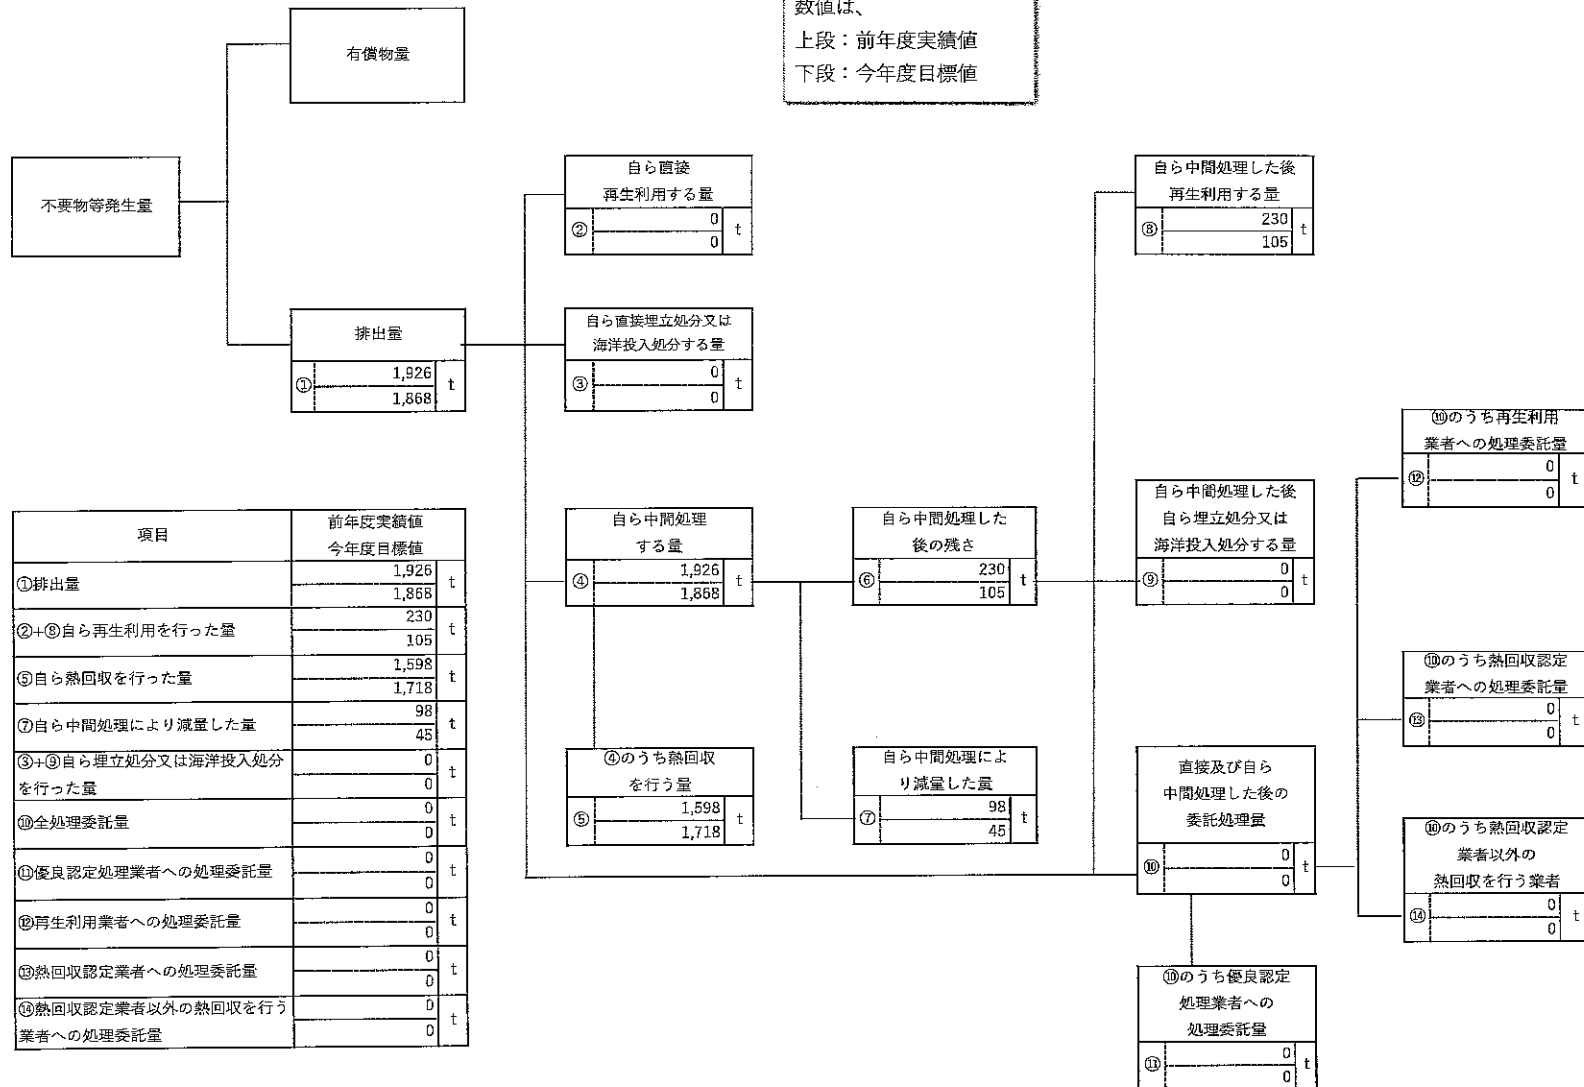 数値は、
上段：前年度実績値
下段：今年度目標値
有償物量
不要物等発生量
排出量
①
1,926
1,868
t
自ら直接
再生利用する量
②
0
0
t
自ら直接埋立処分又は
海洋投入処分する量
③
0
0
t
自ら中間処理
する量
④
1,926
1,868
t
④のうち熱回収
を行う量
⑤
1,598
1,718
t
自ら中間処理した
後の残さ
⑥
230
105
t
自ら中間処理によ
り減量した量
⑦
98
45
t
自ら中間処理した後
再生利用する量
⑧
230
105
t
自ら中間処理した後
自ら埋立処分又は
海洋投入処分する量
⑨
0
0
t
直接及び自ら
中間処理した後の
委託処理量
⑩
0
0
t
⑩のうち優良認定
処理業者への
処理委託量
⑪
0
0
t
⑩のうち再生利用
業者への処理委託量
⑫
0
0
t
⑩のうち熱回収認定
業者への処理委託量
⑬
0
0
t
⑩のうち熱回収認定
業者以外の
熱回収を行う業者
⑭
0
0
t
項目
前年度実績値
今年度目標値
①排出量
1,926
1,868
t
②+⑧自ら再生利用を行った量
230
105
t
⑤自ら熱回収を行った量
1,598
1,718
t
⑦自ら中間処理により減量した量
98
45
t
③+⑨自ら埋立処分又は海洋投入処分
を行った量
0
0
t
⑩全処理委託量
0
0
t
⑪優良認定処理業者への処理委託量
0
0
t
⑫再生利用業者への処理委託量
0
0
t
⑬熱回収認定業者への処理委託量
0
0
t
⑭熱回収認定業者以外の熱回収を行う
業者への処理委託量
0
0
t